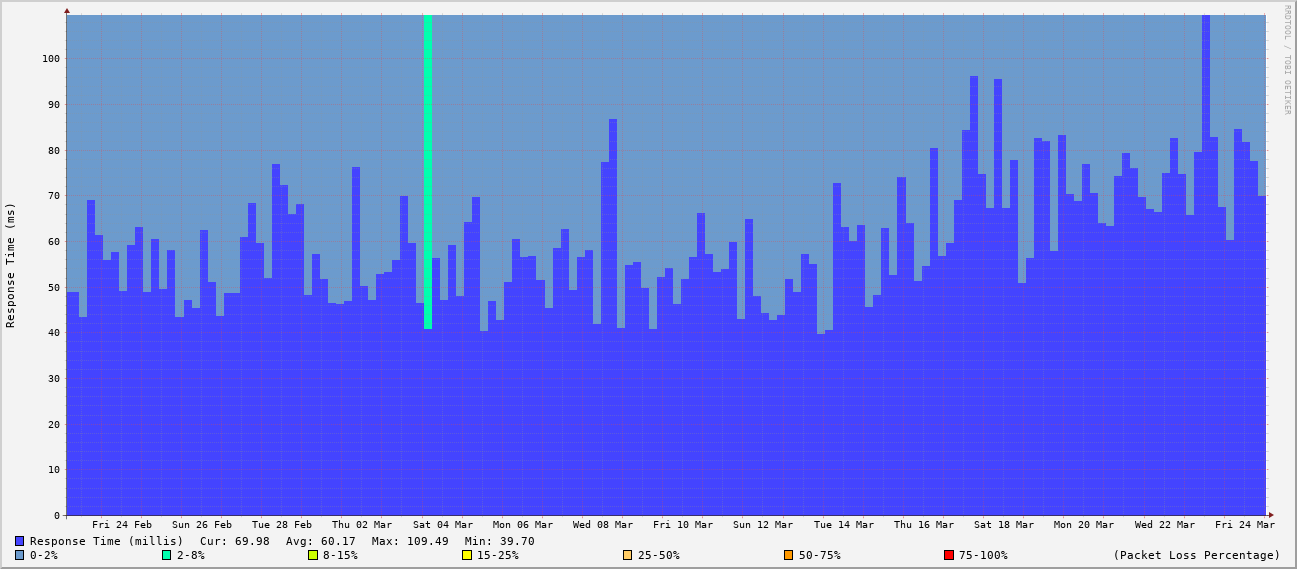 RRDTOOL / TOBI OETIKER
Response Time (ms)
100
90
80
70
60
50
40
30
20
10
0
Fri 24 Feb Sun 26 Feb Tue 28 Feb Thu 02 Mar Sat 04 Mar Mon 06 Mar Wed 08 Mar Fri 10 Mar Sun 12 Mar Tue 14 Mar Thu 16 Mar Sat 18 Mar Mon 20 Mar Wed 22 Mar Fri 24 Mar
Response Time (millis) Cur: 69.98 Avg: 60.17 Max: 109.49 Min: 39.70
0-2% 2-8% 8-15% 15-25% 25-50% 50-75% 75-100% (Packet Loss Percentage)